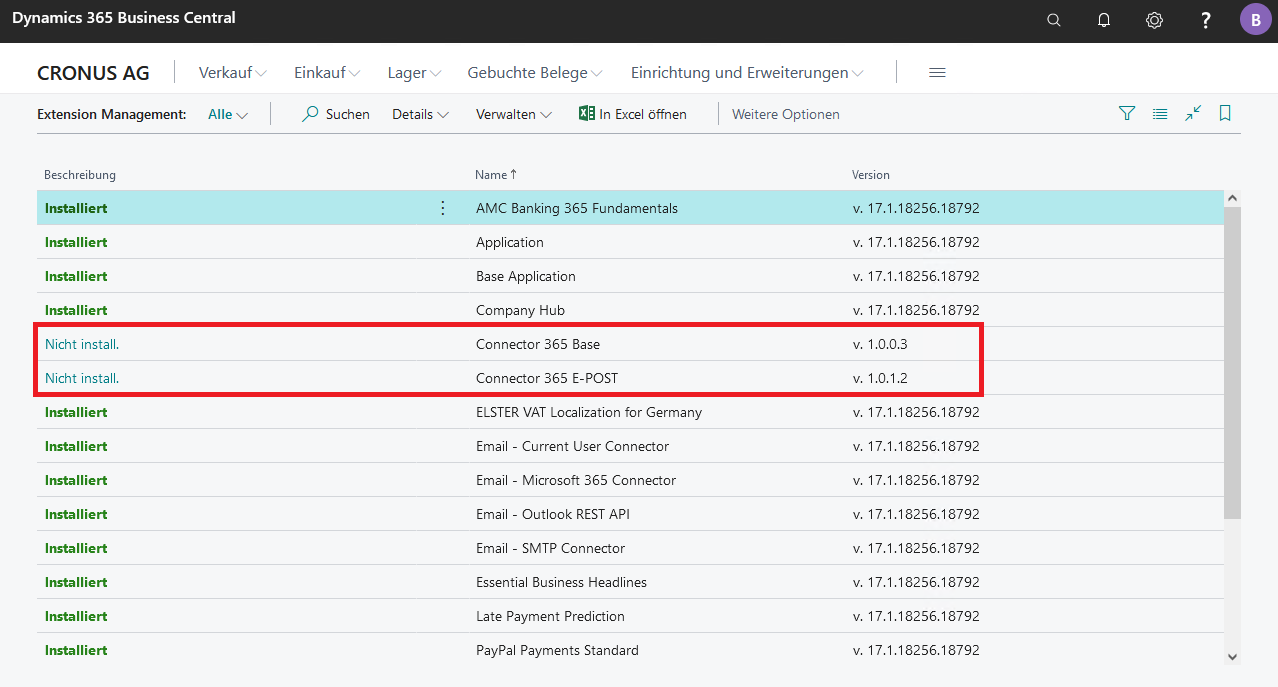 Dynamics 365 Business Central
? B
CRONUS AG Verkauf Einkauf Lager Gebuchte Belege Einrichtung und Erweiterungen
Extension Management: Alle Suchen Details Verwalten In Excel öffnen Weitere Optionen
Beschreibung Name ↑ Version
Installiert AMC Banking 365 Fundamentals v. 17.1.18256.18792
Installiert Application v. 17.1.18256.18792
Installiert Base Application v. 17.1.18256.18792
Installiert Company Hub v. 17.1.18256.18792
Nicht install. Connector 365 Base v. 1.0.0.3
Nicht install. Connector 365 E-POST v. 1.0.1.2
Installiert ELSTER VAT Localization for Germany v. 17.1.18256.18792
Installiert Email - Current User Connector v. 17.1.18256.18792
Installiert Email - Microsoft 365 Connector v. 17.1.18256.18792
Installiert Email - Outlook REST API v. 17.1.18256.18792
Installiert Email - SMTP Connector v. 17.1.18256.18792
Installiert Essential Business Headlines v. 17.1.18256.18792
Installiert Late Payment Prediction v. 17.1.18256.18792
Installiert PayPal Payments Standard v. 17.1.18256.18792